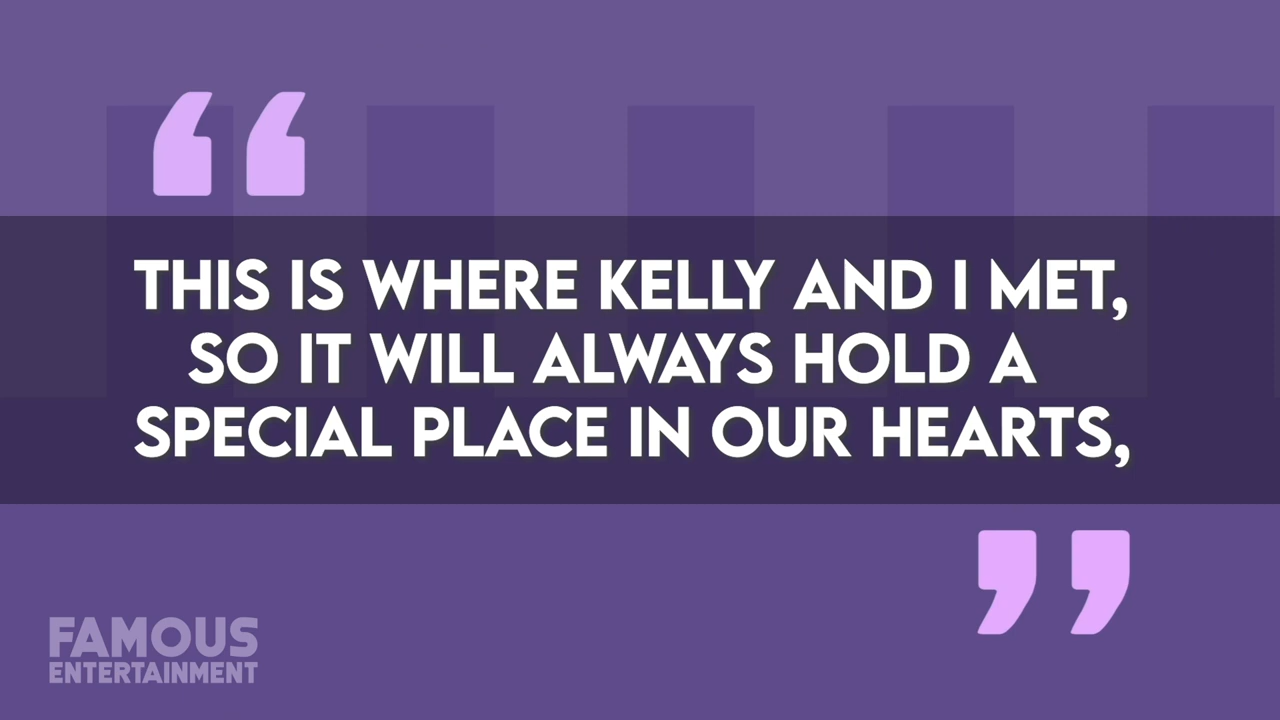 “
THIS IS WHERE KELLY AND I MET,
SO IT WILL ALWAYS HOLD A
SPECIAL PLACE IN OUR HEARTS,
”
FAMOUS
ENTERTAINMENT